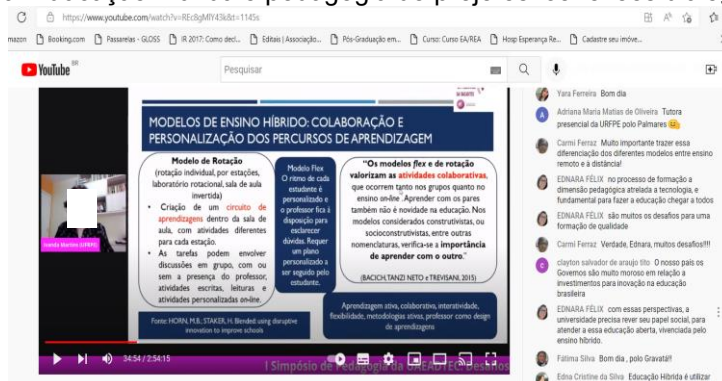 https://www.youtube.com/watch?v=REc8gMlY43k&t=1145s
mazon
Booking.com
Passarelas - GLOSS
IR 2017: Como decl...
Editais | Associação...
Pós-Graduação em...
Curso: Curso EA/REA
Hosp Esperança Re...
Cadastre seu imóve...
YouTube BR
Pesquisar
MODELOS DE ENSINO HÍBRIDO: COLABORAÇÃO E
PERSONALIZAÇÃO DOS PERCURSOS DE APRENDIZAGEM
Modelo de Rotação
(rotação individual, por estações,
laboratório rotacional, sala de aula
invertida)
• Criação de um circuito de
aprendizagens dentro da sala de
aula, com atividades diferentes
para cada estação.
• As tarefas podem envolver
discussões em grupo, com ou
sem a presença do professor,
atividades escritas, leituras e
atividades personalizadas on-line.
Modelo Flex
O ritmo de cada
estudante é
personalizado e
o professor fica à
disposição para
esclarecer
dúvidas. Requer
um plano
personalizado a
ser seguido pelo
estudante.
"Os modelos flex e de rotação
valorizam as atividades colaborativas,
que ocorrem tanto nos grupos quanto no
ensino on-line. Aprender com os pares
também não é novidade na educação. Nos
modelos considerados construtivistas, ou
socioconstrutivistas, entre outras
nomenclaturas, verifica-se a importância
de aprender com o outro."
(BACICH,TANZI NETO e TREVISANI, 2015)
Fonte: HORN, M.B.; STAKER, H. Blended using disruptive
innovation to improve schools
Aprendizagem ativa, colaborativa, interatividade,
flexibilidade, metodologias ativas, professor como design
de aprendizagens
34:54 / 2:54:15
I Simpósio de Pedagogia da UAEADTEC: Desafios
Yara Ferreira Bom dia
Adriana Maria Matias de Oliveira Tutora
presencial da URFPE polo Palmares
Carmi Ferraz Muito importante trazer essa
diferenciação dos diferentes modelos entre ensino
remoto e à distância!
EDNARA FÉLIX no processo de formação a
dimensão pedagógica atrelada a tecnologia, e
fundamental para fazer a educação chegar a todos
EDNARA FÉLIX são muitos os desafios para uma
formação de qualidade
Carmi Ferraz Verdade, Ednara, muitos desafios!!!!
clayton salvador de araujo tito O nosso país os
Governos são muito moroso em relação a
investimentos para inovação na educação
brasileira
EDNARA FÉLIX com essas perspectivas, a
universidade precisa rever seu papel social, para
atender a essa educação aberta, vivenciada pelo
ensino híbrido.
Fátima Silva Bom dia , polo Gravatá!!
Edna Cristine da Silva Educação Hibrida é utilizar